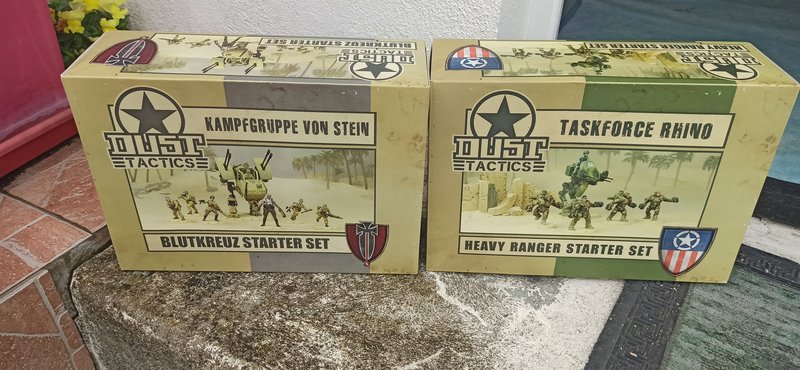 BLUTKREUZ STARTER SET
DUST
TACTICS
KAMPFGRUPPE VON STEIN
DUST
TACTICS
BLUTKREUZ STARTER SET
HEAVY RANGER STARTER SET
DUST
TACTICS
TASKFORCE RHINO
DUST
TACTICS
HEAVY RANGER STARTER SET